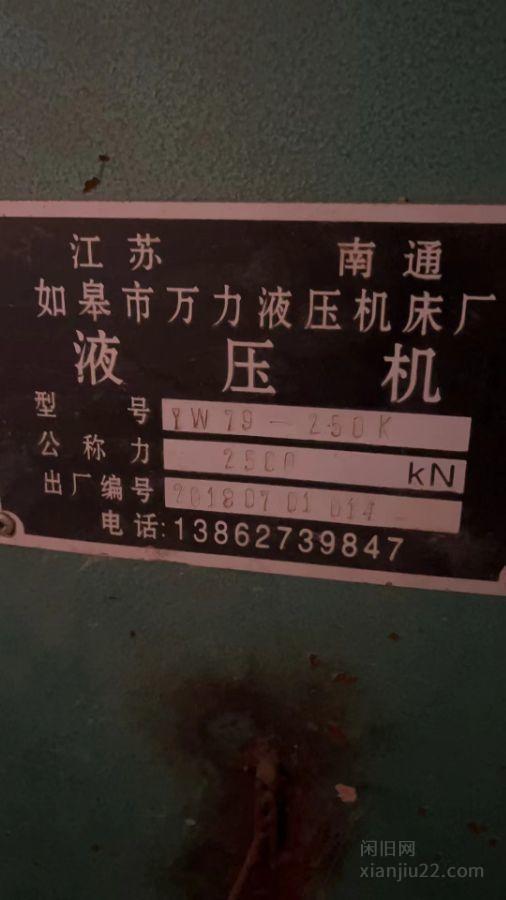 江苏 南通
如皋市万力液压机床厂
液压机
型号 YW79-250K
公称力 2500 kN
出厂编号 20180701014
电话:13862739847
闲旧网
xianjiu22.com